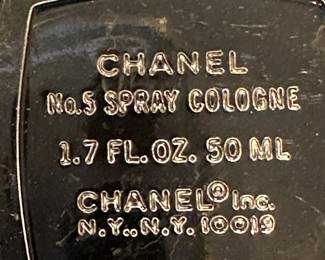 CHANEL
No.5 SPRAY COLOGNE
1.7 FL. OZ. 50 ML
CHANEL® Inc.
N.Y., N.Y. 10019